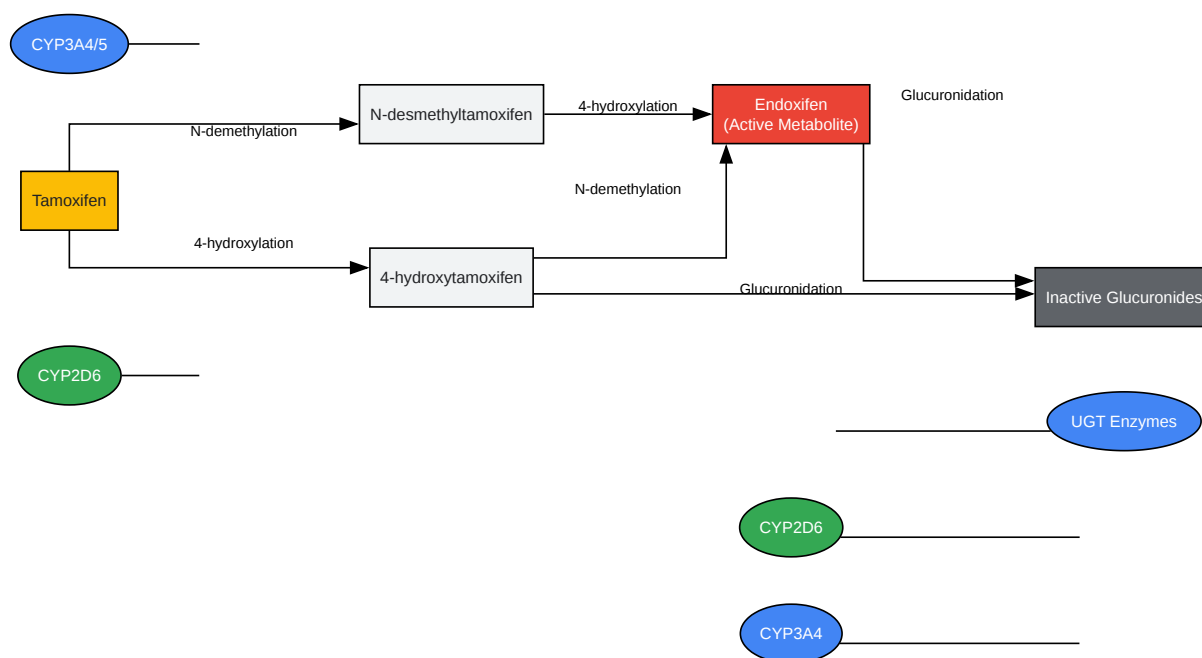 CYP3A4/5
N-desmethyltamoxifen
4-hydroxylation
Endoxifen
(Active Metabolite)
Glucuronidation
N-demethylation
Tamoxifen
N-demethylation
4-hydroxylation
4-hydroxytamoxifen
Glucuronidation
Inactive Glucuronides
CYP2D6
UGT Enzymes
CYP2D6
CYP3A4